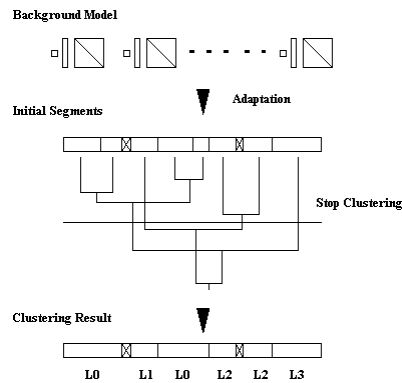 Background Model
Adaptation
Initial Segments
Stop Clustering
Clustering Result
L0 L1 L0 L2 L2 L3